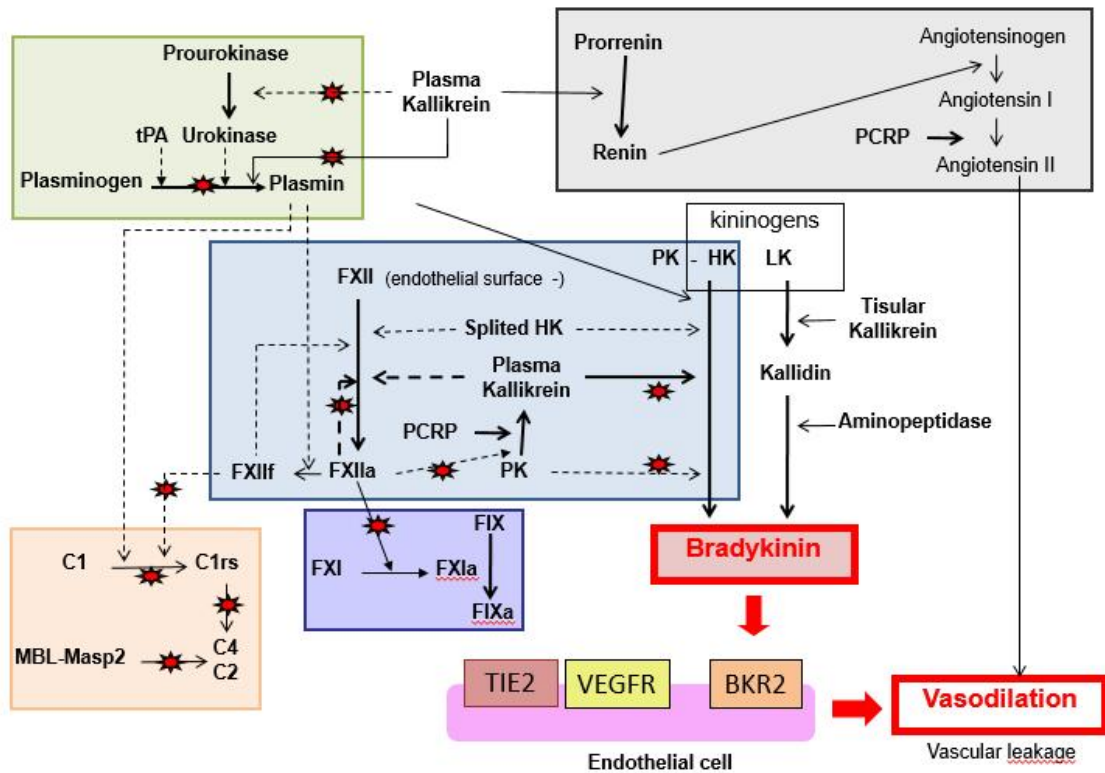 Prourokinase
tPA Urokinase
Plasminogen Plasmin
Plasma
Kallikrein
Prorrenin
Renin
Angiotensinogen
Angiotensin I
PCRP
Angiotensin II
kininogens
PK - HK LK
FXII (endothelial surface -)
Splited HK
Plasma
Kallikrein
PCRP
FXIIf FXIIa PK
Tisular
Kallikrein
Kallidin
Aminopeptidase
C1 C1rs
MBL-Masp2 C4
C2
FIX
FXI FXIa
FIXa
Bradykinin
TIE2 VEGFR BKR2
Endothelial cell
Vasodilation
Vascular leakage